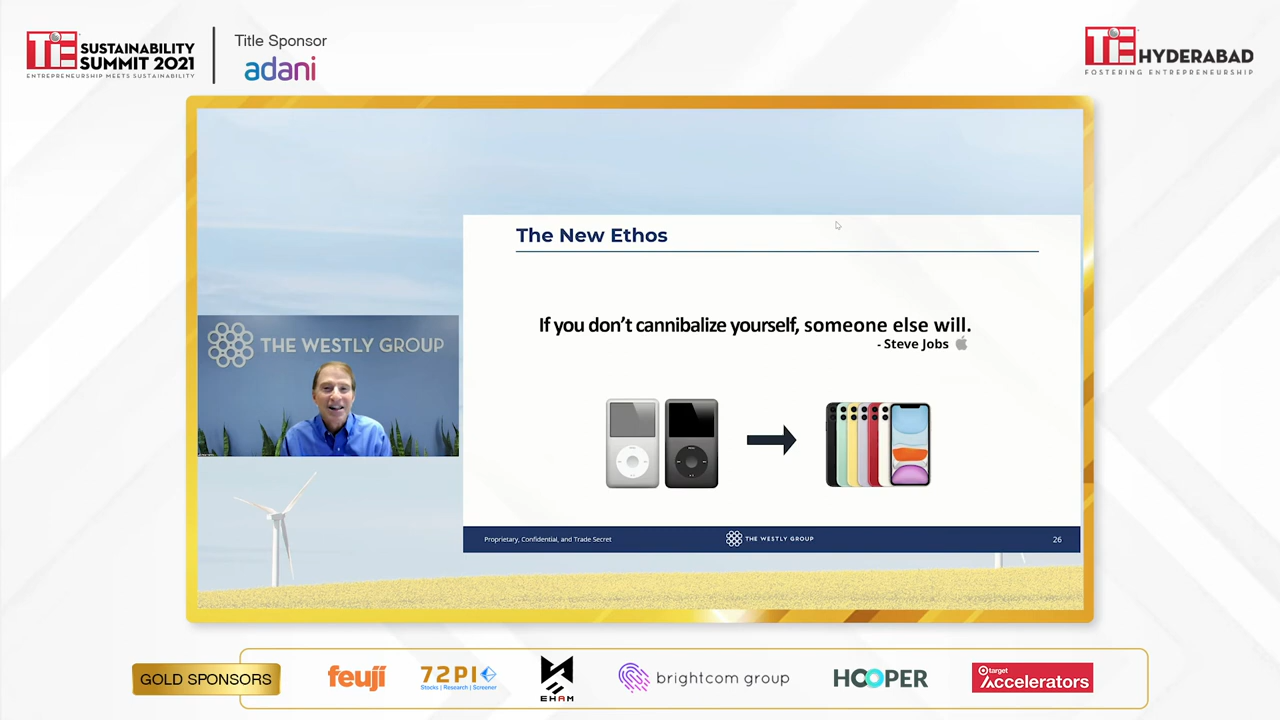 TiE SUSTAINABILITY
SUMMIT 2021
ENTREPRENEURSHIP MEETS SUSTAINABILITY
Title Sponsor
adani
TiE HYDERABAD
FOSTERING ENTREPRENEURSHIP
The New Ethos
If you don't cannibalize yourself, someone else will.
- Steve Jobs
THE WESTLY GROUP
Proprietary, Confidential, and Trade Secret
THE WESTLY GROUP
26
GOLD SPONSORS
feuji
72PI
Stocks | Research | Screener
EHAM
brightcom group
HOOPER
target
Accelerators